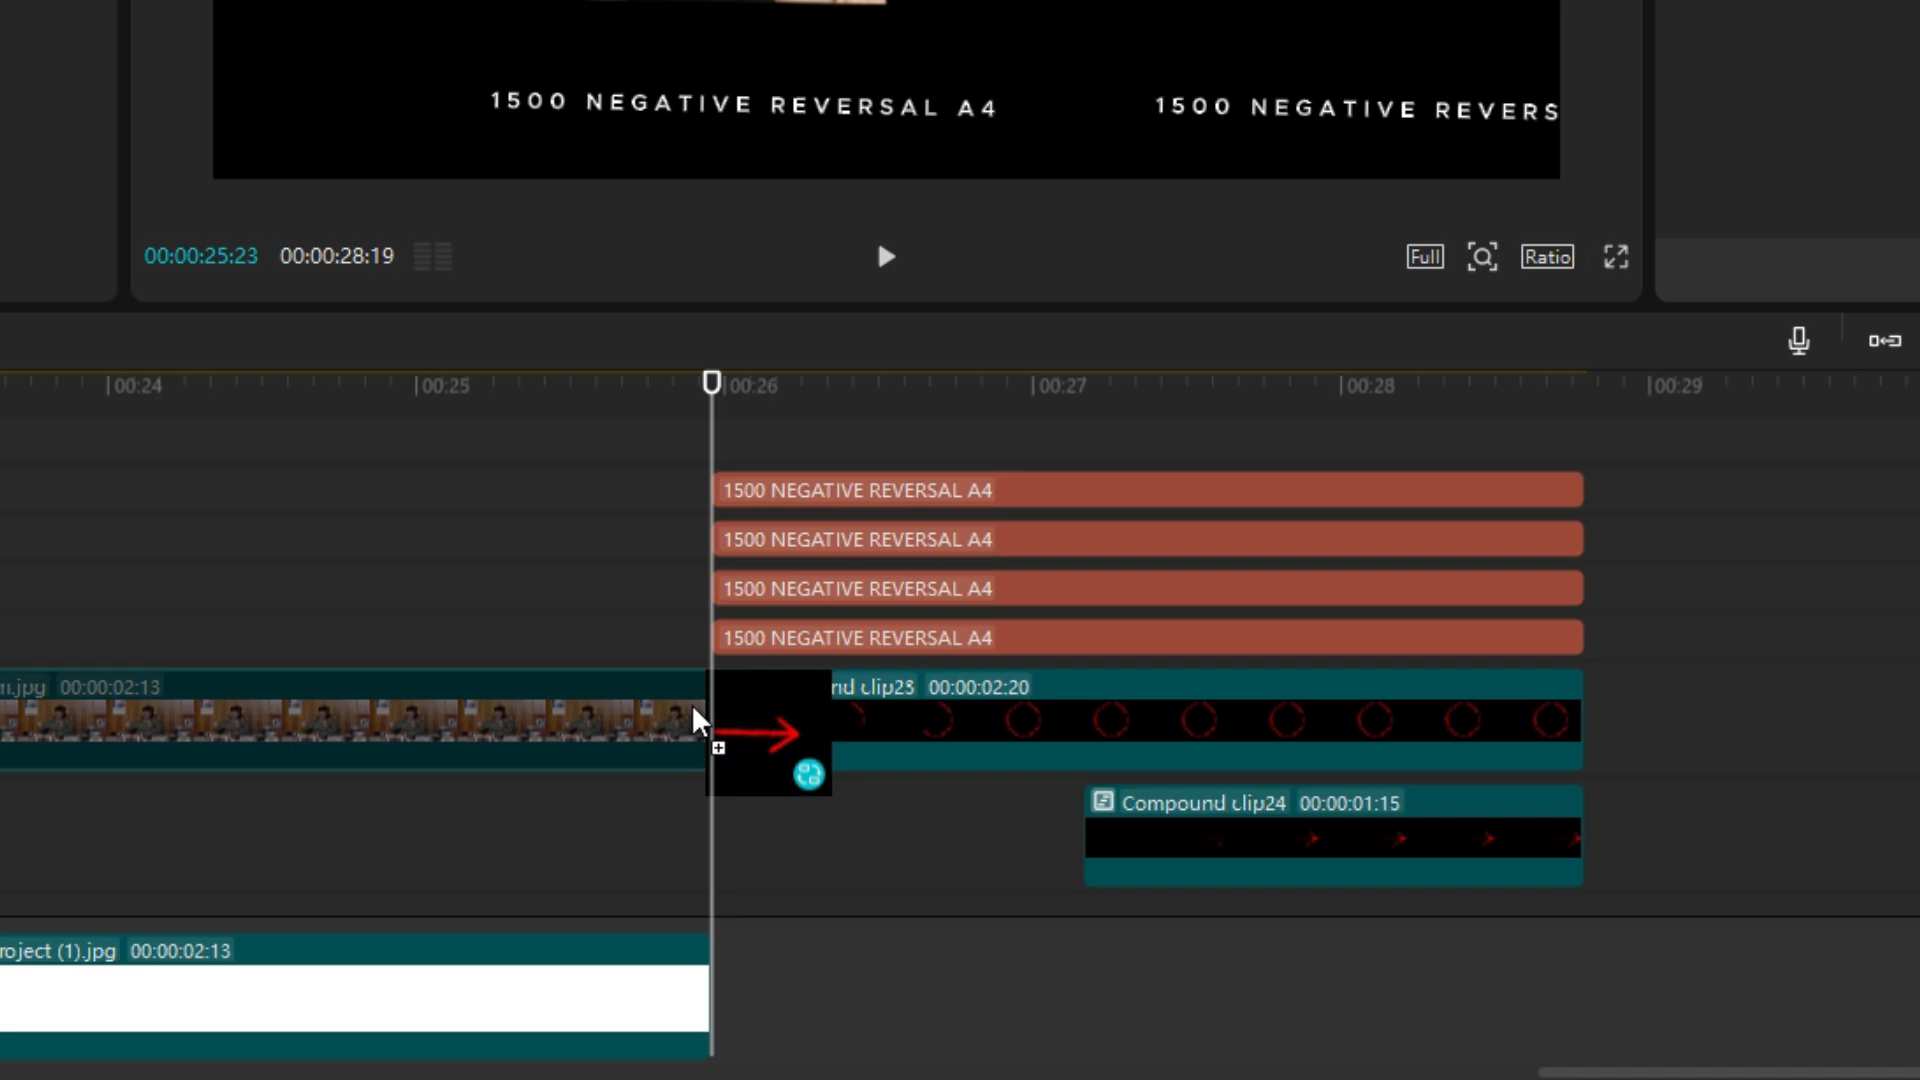 1500 NEGATIVE REVERSAL A4
1500 NEGATIVE REVERS
00:00:25:23
00:00:28:19
Full
Ratio
00:24
00:25
00:26
00:27
00:28
00:29
1500 NEGATIVE REVERSAL A4
1500 NEGATIVE REVERSAL A4
1500 NEGATIVE REVERSAL A4
1500 NEGATIVE REVERSAL A4
.jpg 00:00:02:13
nd clip23 00:00:02:20
Compound clip24 00:00:01:15
roject (1).jpg 00:00:02:13